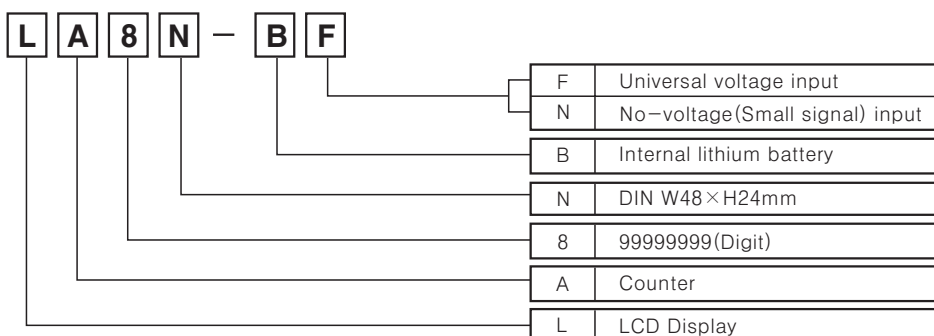 L A 8 N - B F
F Universal voltage input
N No-voltage(Small signal) input
B Internal lithium battery
N DIN W48×H24mm
8 99999999(Digit)
A Counter
L LCD Display